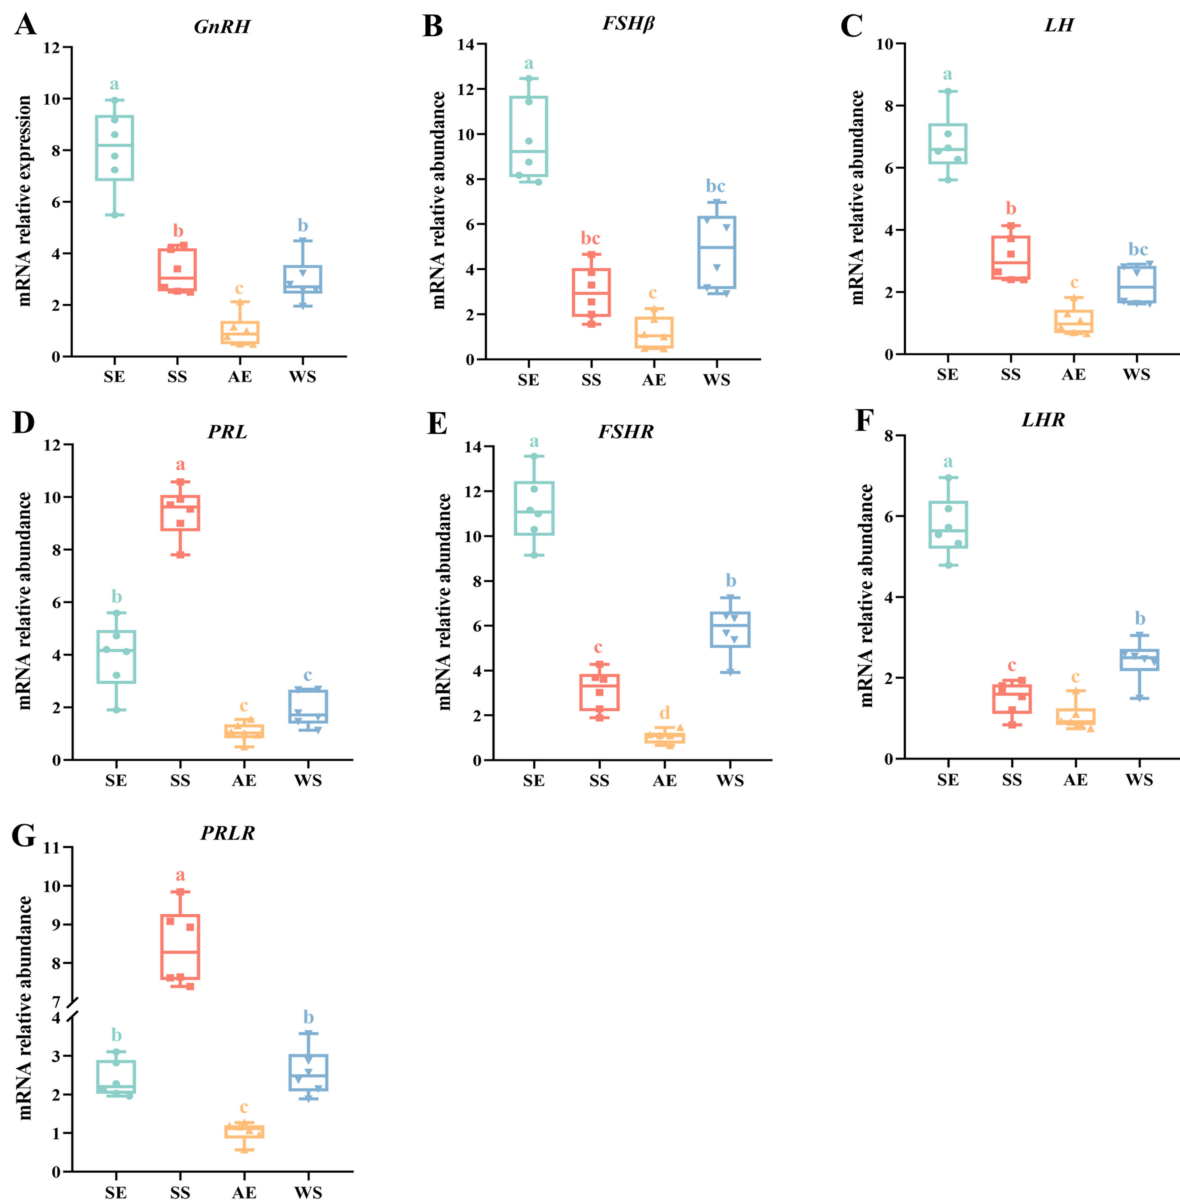 A
GnRH
mRNA relative expression
12
10
8
6
4
2
0
a
b
c
b
SE SS AE WS
B
FSHβ
mRNA relative abundance
14
12
10
8
6
4
2
0
a
bc
c
bc
SE SS AE WS
C
LH
mRNA relative abundance
10
8
6
4
2
0
a
b
c
bc
SE SS AE WS
D
PRL
mRNA relative abundance
12
10
8
6
4
2
0
b
a
c
c
SE SS AE WS
E
FSHR
mRNA relative abundance
14
12
10
8
6
4
2
0
a
c
d
b
SE SS AE WS
F
LHR
mRNA relative abundance
8
6
4
2
0
a
c
c
b
SE SS AE WS
G
PRLR
mRNA relative abundance
11
10
9
8
7
4
3
2
1
0
b
a
c
b
SE SS AE WS